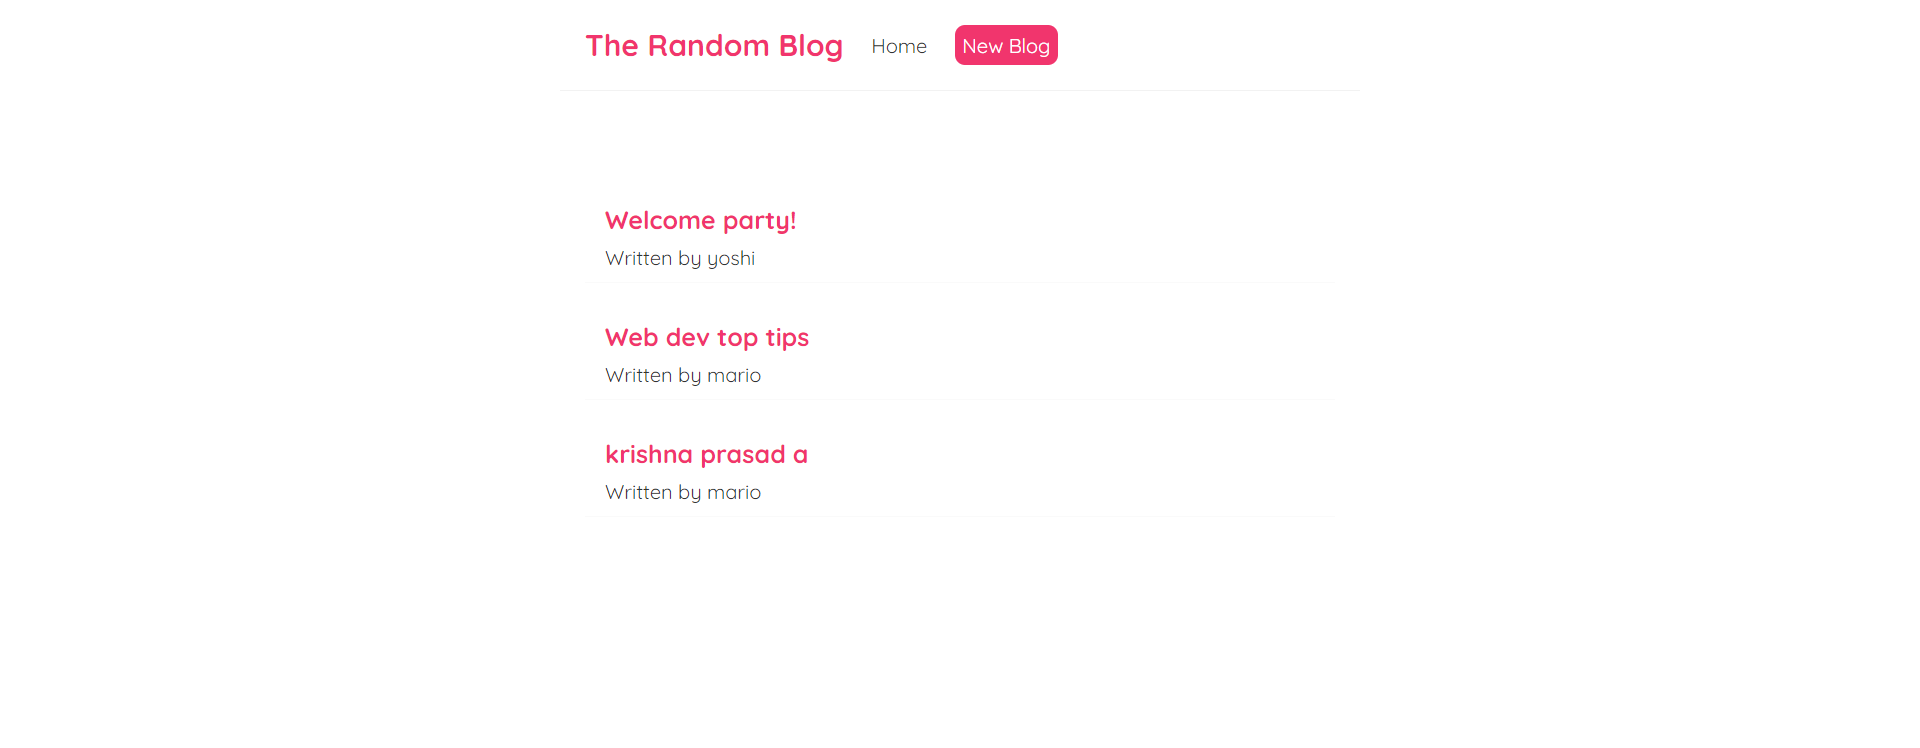 The Random Blog Home New Blog
Welcome party!
Written by yoshi
Web dev top tips
Written by mario
krishna prasad a
Written by mario